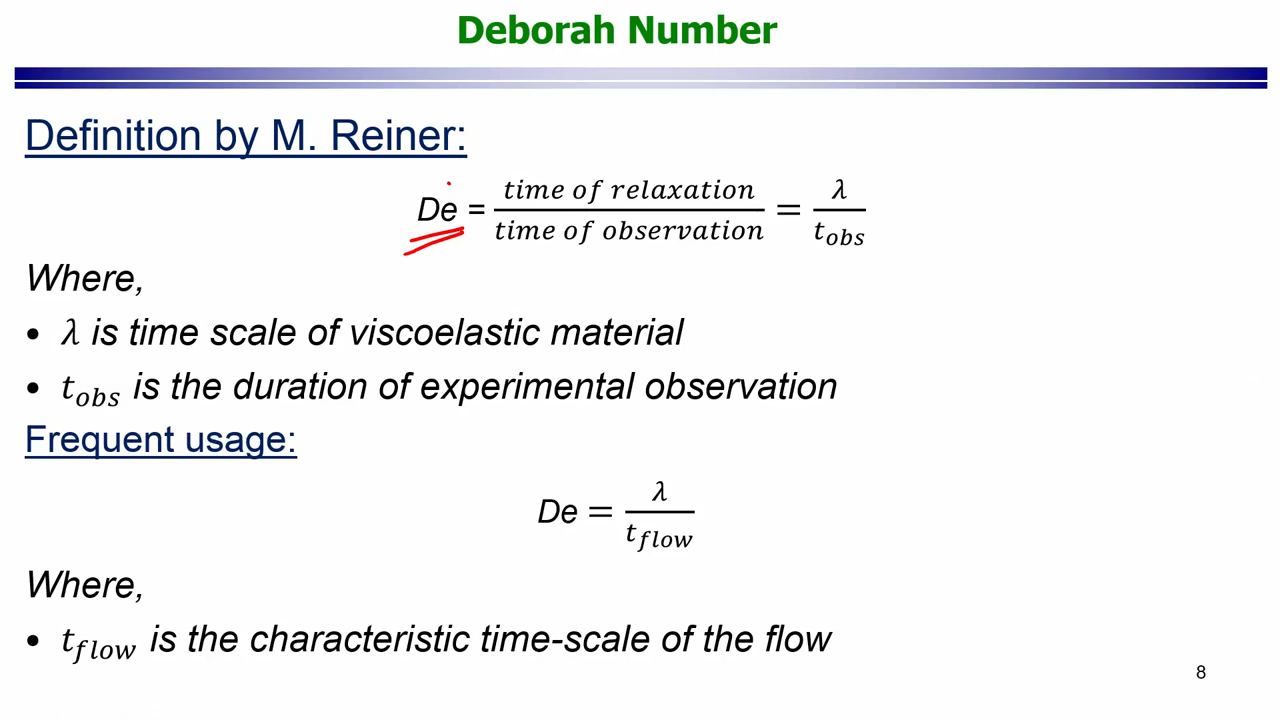 Deborah Number
Definition by M. Reiner:
De = time of relaxation / time of observation = λ / t_obs
Where,
• λ is time scale of viscoelastic material
• t_obs is the duration of experimental observation
Frequent usage:
De = λ / t_flow
Where,
• t_flow is the characteristic time-scale of the flow
8